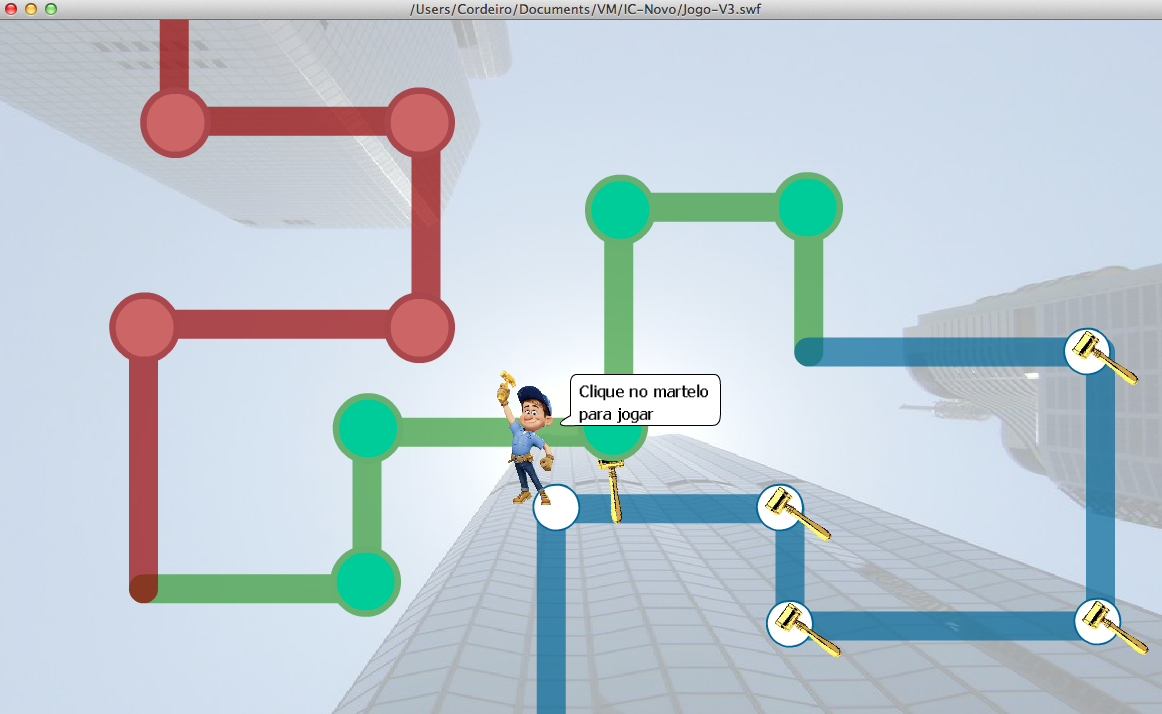 /Users/Cordeiro/Documents/VM/IC-Novo/Jogo-V3.swf
Clique no martelo
para jogar